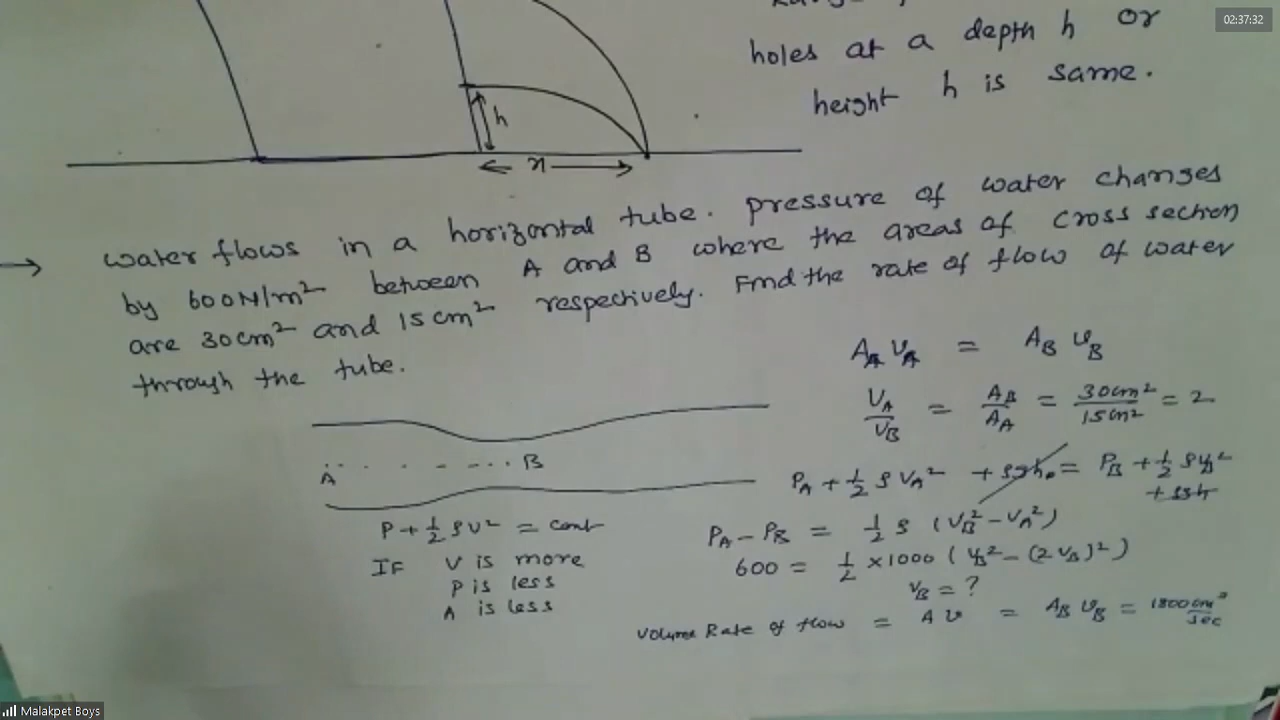 02:37:32
holes at a depth h or
height h is same.
h
x
→ water flows in a horizontal tube. pressure of water changes
by 600N/m² between A and B where the areas of cross section
are 30cm² and 15cm² respectively. Find the rate of flow of water
through the tube.
A_A v_A = A_B v_B
v_A/v_B = A_B/A_A = 30cm²/15cm² = 2
A B
P_A + ½ ρ v_A² + ρgh = P_B + ½ ρ v_B² + ρgh
P + ½ ρv² = const
P_A - P_B = ½ ρ (v_B² - v_A²)
IF v is more
600 = ½ × 1000 ( v_B² - (2v_B)² )
P is less
v_B = ?
A is less
Volume Rate of flow = A v = A_B v_B = 1800 cm³/sec
Malakpet Boys